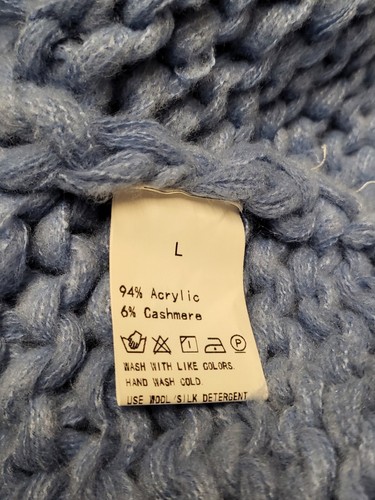 L
94% Acrylic
6% Cashmere
P
WASH WITH LIKE COLORS.
HAND WASH COLD.
USE WOOL/SILK DETERGENT